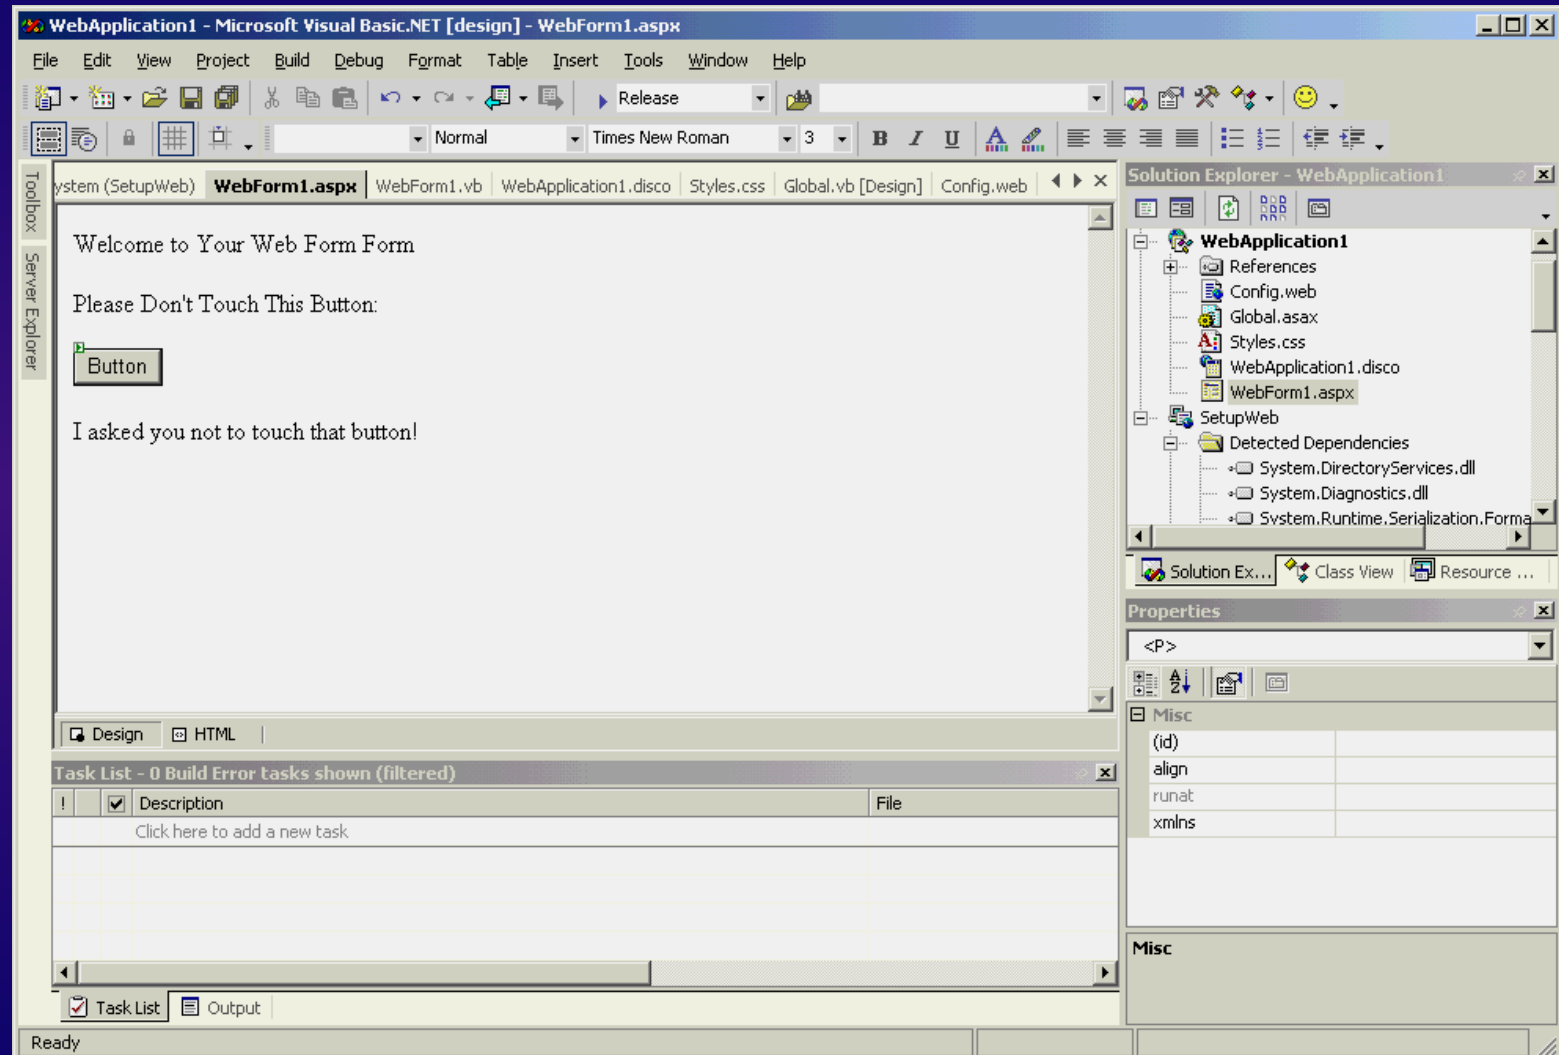 WebApplication1 - Microsoft Visual Basic.NET [design] - WebForm1.aspx
File Edit View Project Build Debug Format Table Insert Tools Window Help
Release
Normal Times New Roman 3 B I U A
Toolbox
Server Explorer
ystem (SetupWeb) WebForm1.aspx WebForm1.vb WebApplication1.disco Styles.css Global.vb [Design] Config.web
Welcome to Your Web Form Form
Please Don't Touch This Button:
Button
I asked you not to touch that button!
Design HTML
Task List - 0 Build Error tasks shown (filtered)
! Description File
Click here to add a new task
Task List Output
Ready
Solution Explorer - WebApplication1
WebApplication1
References
Config.web
Global.asax
Styles.css
WebApplication1.disco
WebForm1.aspx
SetupWeb
Detected Dependencies
System.DirectoryServices.dll
System.Diagnostics.dll
System.Runtime.Serialization.Forma
Solution Ex... Class View Resource ...
Properties
<P>
Misc
(id)
align
runat
xmlns
Misc